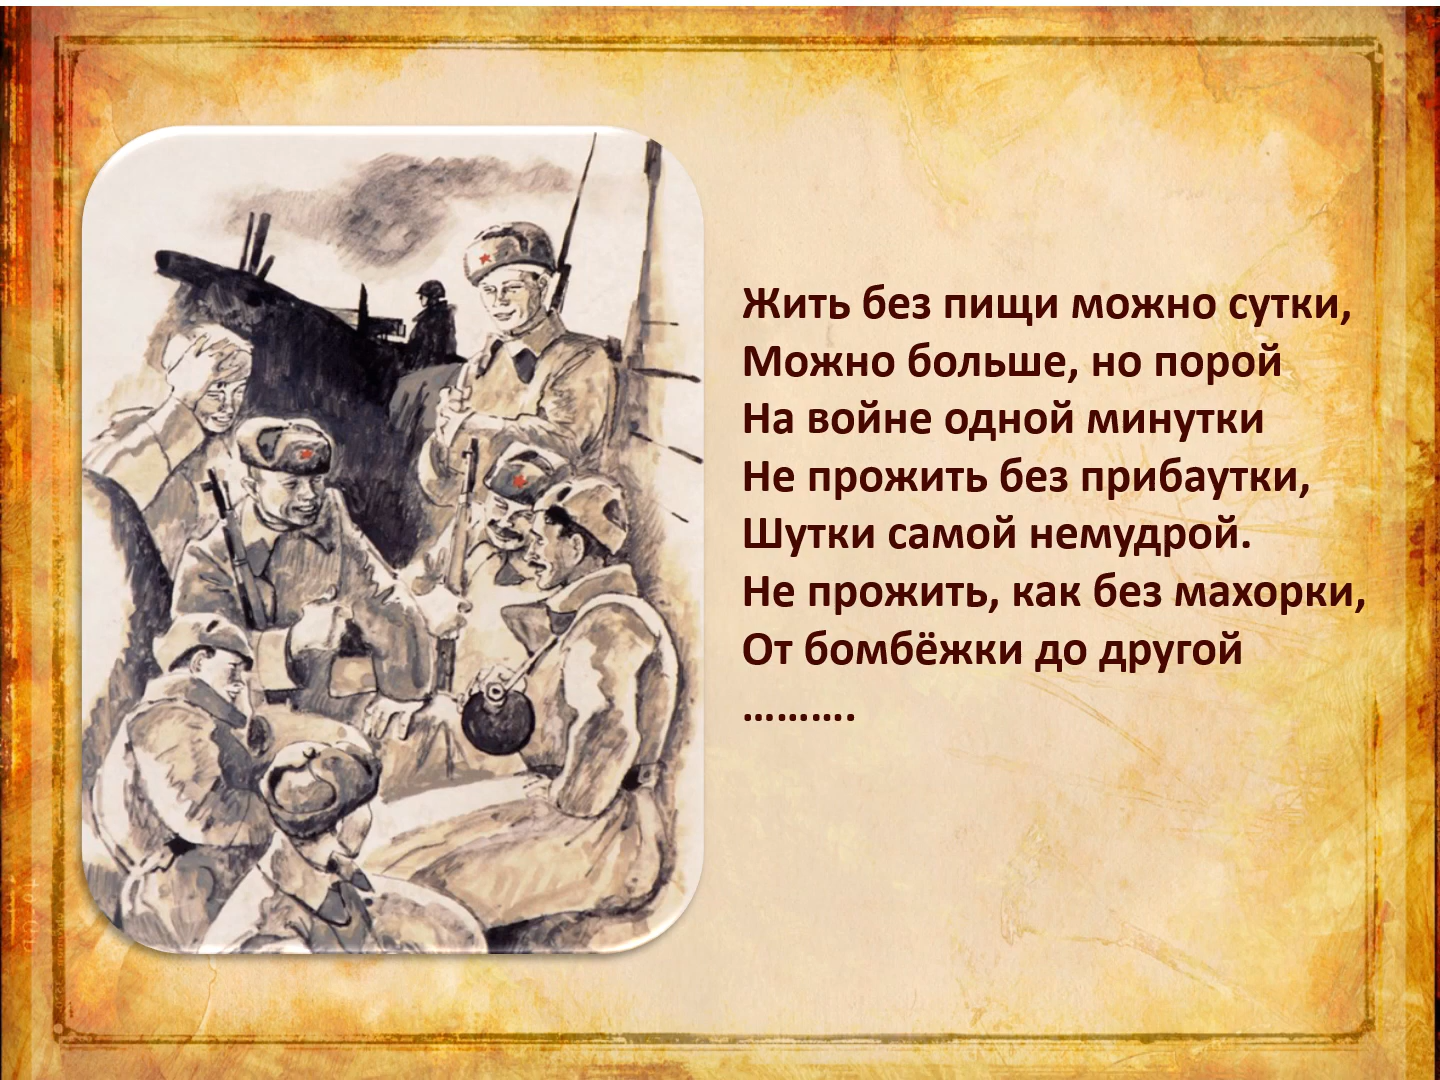 Жить без пищи можно сутки,
Можно больше, но порой
На войне одной минутки
Не прожить без прибаутки,
Шутки самой немудрой.
Не прожить, как без махорки,
От бомбёжки до другой
……….